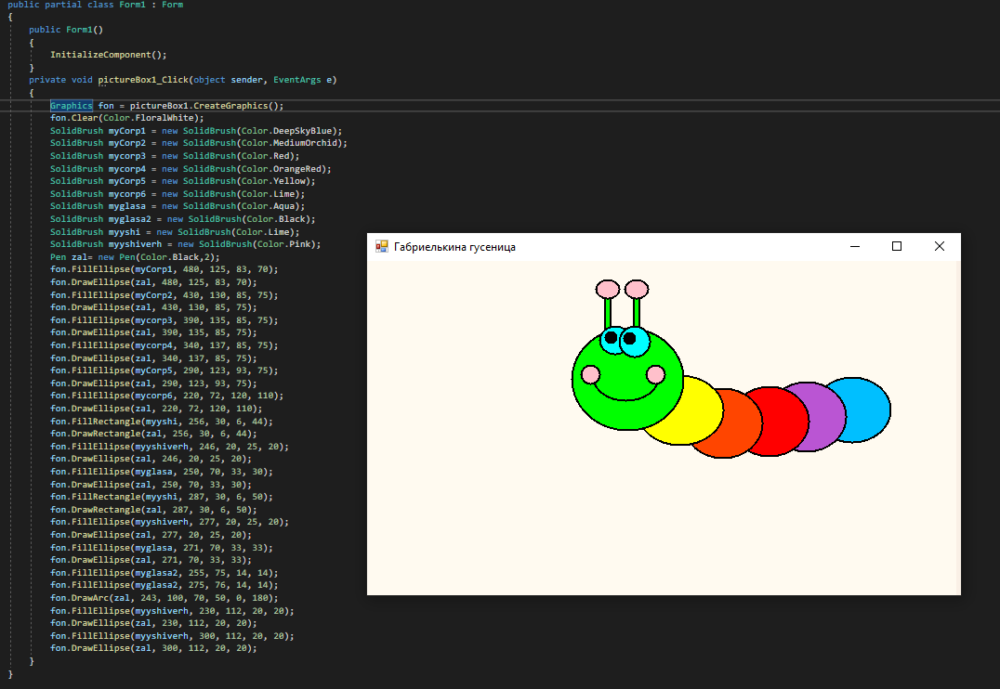 public partial class Form1 : Form
{
public Form1()
{
InitializeComponent();
}
private void pictureBox1_Click(object sender, EventArgs e)
{
Graphics fon = pictureBox1.CreateGraphics();
fon.Clear(Color.FloralWhite);
SolidBrush myCorp1 = new SolidBrush(Color.DeepSkyBlue);
SolidBrush myCorp2 = new SolidBrush(Color.MediumOrchid);
SolidBrush mycorp3 = new SolidBrush(Color.Red);
SolidBrush mycorp4 = new SolidBrush(Color.OrangeRed);
SolidBrush myCorp5 = new SolidBrush(Color.Yellow);
SolidBrush mycorp6 = new SolidBrush(Color.Lime);
SolidBrush myglasa = new SolidBrush(Color.Aqua);
SolidBrush myglasa2 = new SolidBrush(Color.Black);
SolidBrush myyshi = new SolidBrush(Color.Lime);
SolidBrush myyshiverh = new SolidBrush(Color.Pink);
Pen zal= new Pen(Color.Black,2);
fon.FillEllipse(myCorp1, 480, 125, 83, 70);
fon.DrawEllipse(zal, 480, 125, 83, 70);
fon.FillEllipse(myCorp2, 430, 130, 85, 75);
fon.DrawEllipse(zal, 430, 130, 85, 75);
fon.FillEllipse(mycorp3, 390, 135, 85, 75);
fon.DrawEllipse(zal, 390, 135, 85, 75);
fon.FillEllipse(mycorp4, 340, 137, 85, 75);
fon.DrawEllipse(zal, 340, 137, 85, 75);
fon.FillEllipse(myCorp5, 290, 123, 93, 75);
fon.DrawEllipse(zal, 290, 123, 93, 75);
fon.FillEllipse(mycorp6, 220, 72, 120, 110);
fon.DrawEllipse(zal, 220, 72, 120, 110);
fon.FillRectangle(myyshi, 256, 30, 6, 44);
fon.DrawRectangle(zal, 256, 30, 6, 44);
fon.FillEllipse(myyshiverh, 246, 20, 25, 20);
fon.DrawEllipse(zal, 246, 20, 25, 20);
fon.FillEllipse(myglasa, 250, 70, 33, 30);
fon.DrawEllipse(zal, 250, 70, 33, 30);
fon.FillRectangle(myyshi, 287, 30, 6, 50);
fon.DrawRectangle(zal, 287, 30, 6, 50);
fon.FillEllipse(myyshiverh, 277, 20, 25, 20);
fon.DrawEllipse(zal, 277, 20, 25, 20);
fon.FillEllipse(myglasa, 271, 70, 33, 33);
fon.DrawEllipse(zal, 271, 70, 33, 33);
fon.FillEllipse(myglasa2, 255, 75, 14, 14);
fon.FillEllipse(myglasa2, 275, 76, 14, 14);
fon.DrawArc(zal, 243, 100, 70, 50, 0, 180);
fon.FillEllipse(myyshiverh, 230, 112, 20, 20);
fon.DrawEllipse(zal, 230, 112, 20, 20);
fon.FillEllipse(myyshiverh, 300, 112, 20, 20);
fon.DrawEllipse(zal, 300, 112, 20, 20);
}
}
Габриелькина гусеница